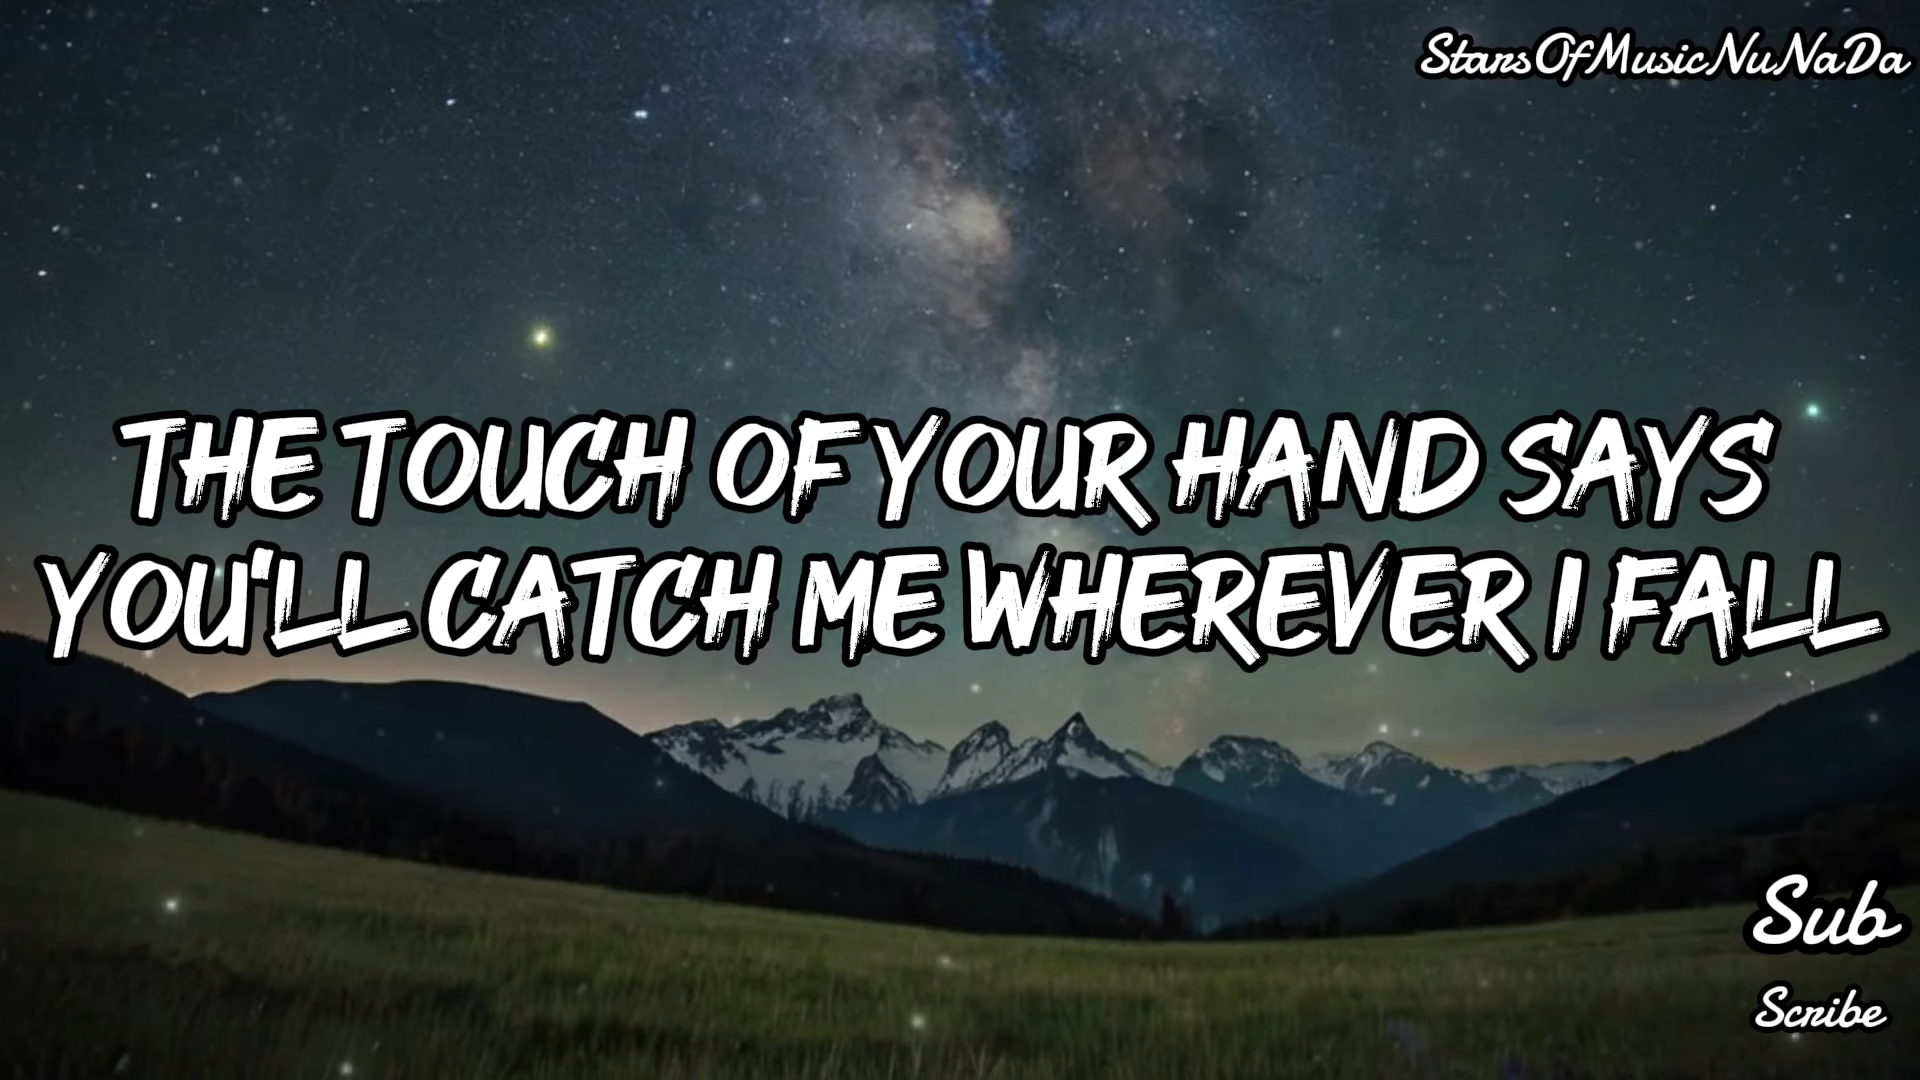 StarsOfMusicNuNaDa
THE TOUCH OF YOUR HAND SAYS
YOU'LL CATCH ME WHEREVER I FALL
Sub
Scribe